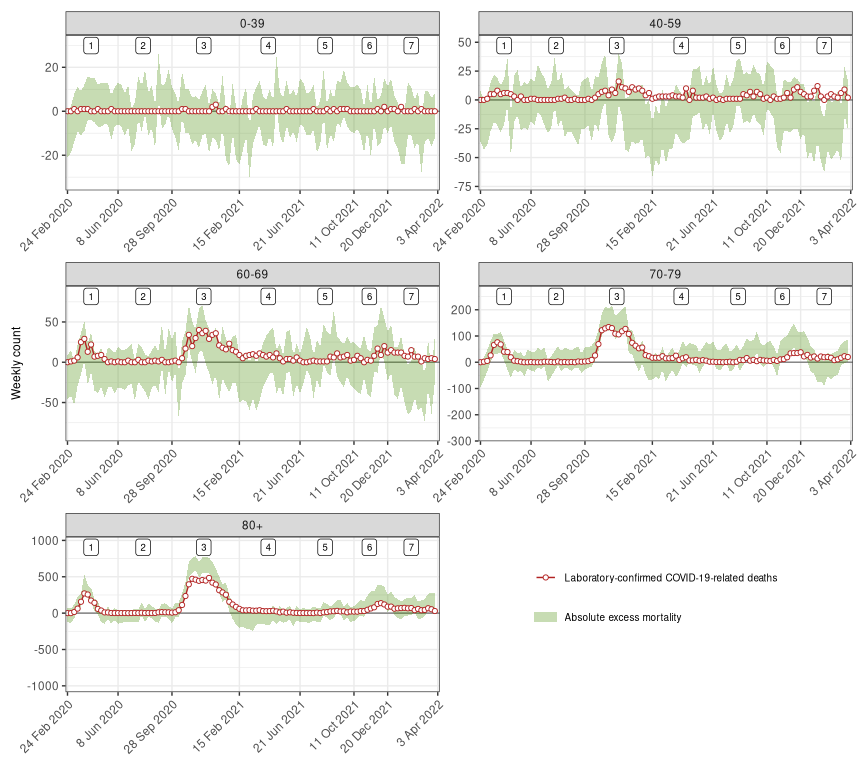 0-39
1 2 3 4 5 6 7
20
0
-20
24 Feb 2020 8 Jun 2020 28 Sep 2020 15 Feb 2021 21 Jun 2021 11 Oct 2021 20 Dec 2021 3 Apr 2022
40-59
1 2 3 4 5 6 7
50
25
0
-25
-50
-75
24 Feb 2020 8 Jun 2020 28 Sep 2020 15 Feb 2021 21 Jun 2021 11 Oct 2021 20 Dec 2021 3 Apr 2022
Weekly count
60-69
1 2 3 4 5 6 7
50
0
-50
24 Feb 2020 8 Jun 2020 28 Sep 2020 15 Feb 2021 21 Jun 2021 11 Oct 2021 20 Dec 2021 3 Apr 2022
70-79
1 2 3 4 5 6 7
200
100
0
-100
-200
-300
24 Feb 2020 8 Jun 2020 28 Sep 2020 15 Feb 2021 21 Jun 2021 11 Oct 2021 20 Dec 2021 3 Apr 2022
80+
1 2 3 4 5 6 7
1000
500
0
-500
-1000
24 Feb 2020 8 Jun 2020 28 Sep 2020 15 Feb 2021 21 Jun 2021 11 Oct 2021 20 Dec 2021 3 Apr 2022
Laboratory-confirmed COVID-19-related deaths
Absolute excess mortality